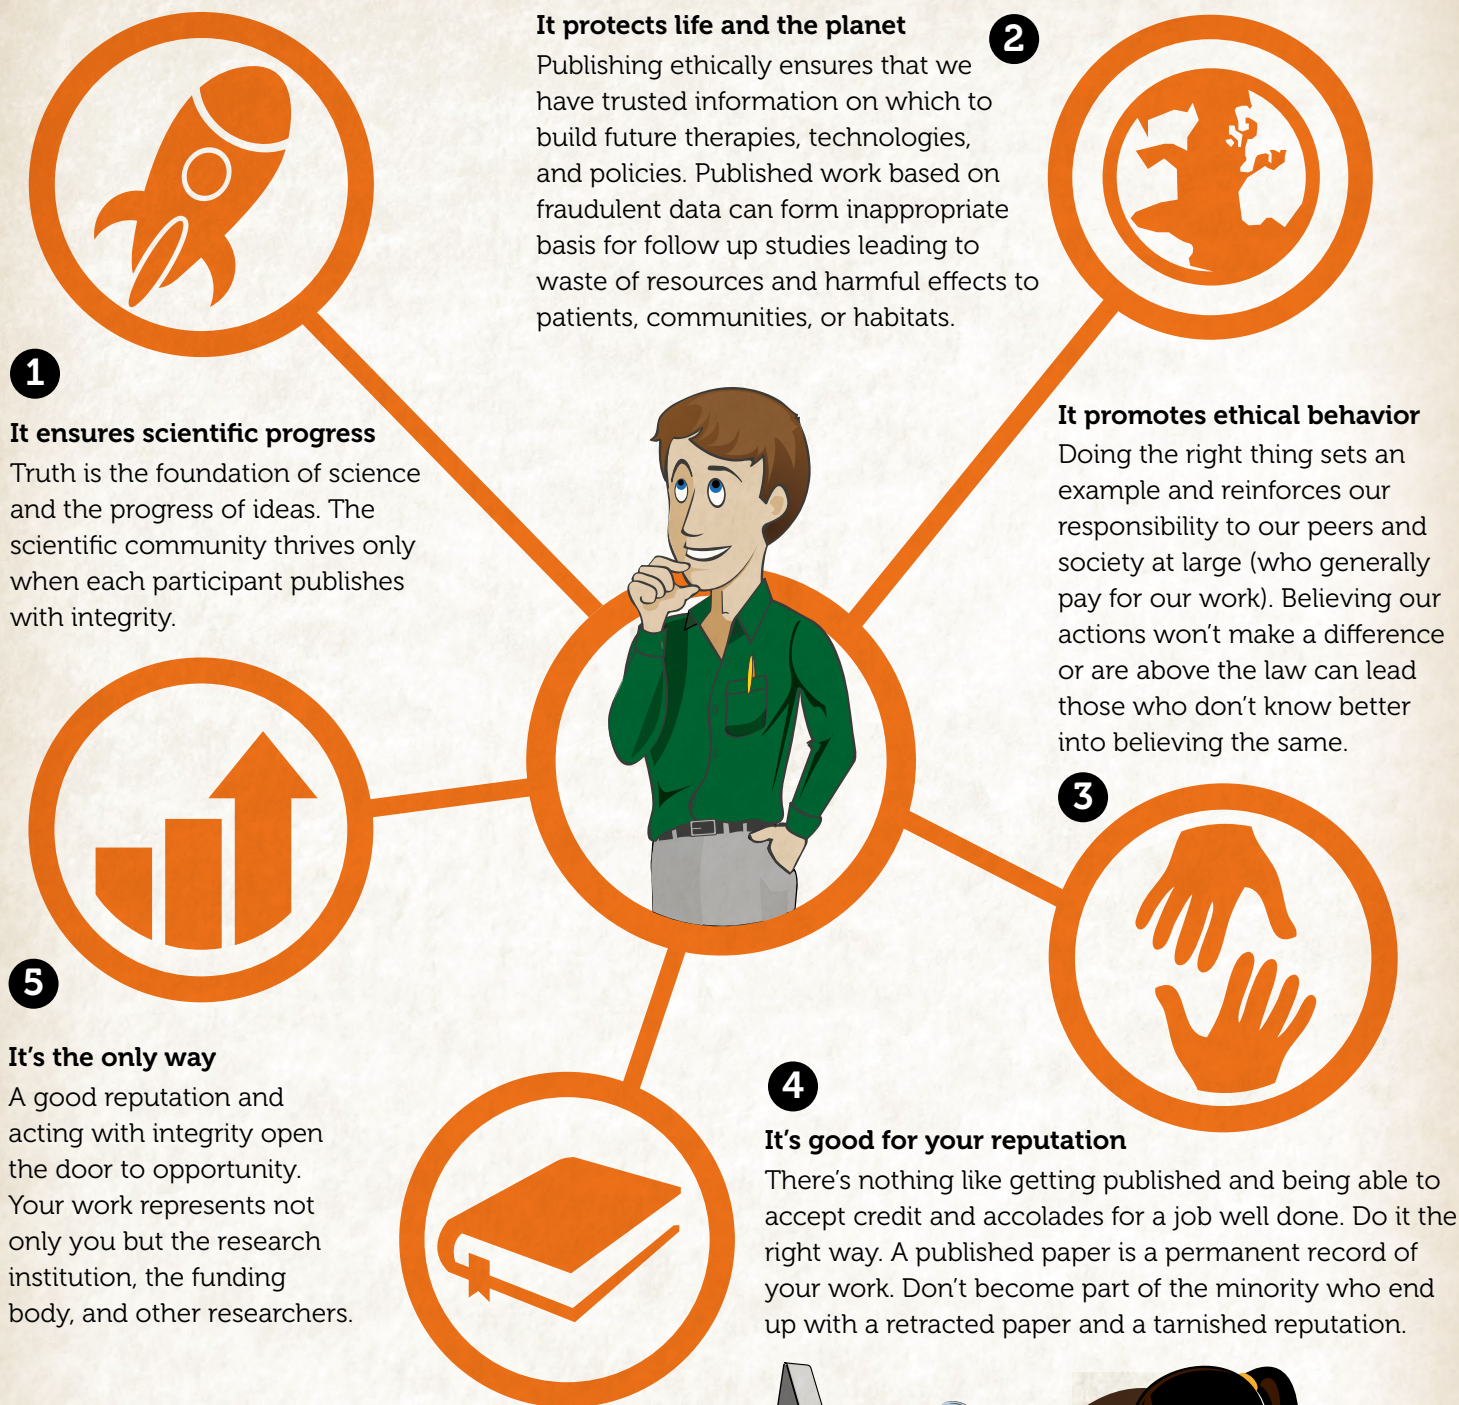 1
It ensures scientific progress
Truth is the foundation of science
and the progress of ideas. The
scientific community thrives only
when each participant publishes
with integrity.
It protects life and the planet
2
Publishing ethically ensures that we
have trusted information on which to
build future therapies, technologies,
and policies. Published work based on
fraudulent data can form inappropriate
basis for follow up studies leading to
waste of resources and harmful effects to
patients, communities, or habitats.
It promotes ethical behavior
Doing the right thing sets an
example and reinforces our
responsibility to our peers and
society at large (who generally
pay for our work). Believing our
actions won't make a difference
or are above the law can lead
those who don't know better
into believing the same.
3
4
It's good for your reputation
There's nothing like getting published and being able to
accept credit and accolades for a job well done. Do it the
right way. A published paper is a permanent record of
your work. Don't become part of the minority who end
up with a retracted paper and a tarnished reputation.
5
It's the only way
A good reputation and
acting with integrity open
the door to opportunity.
Your work represents not
only you but the research
institution, the funding
body, and other researchers.